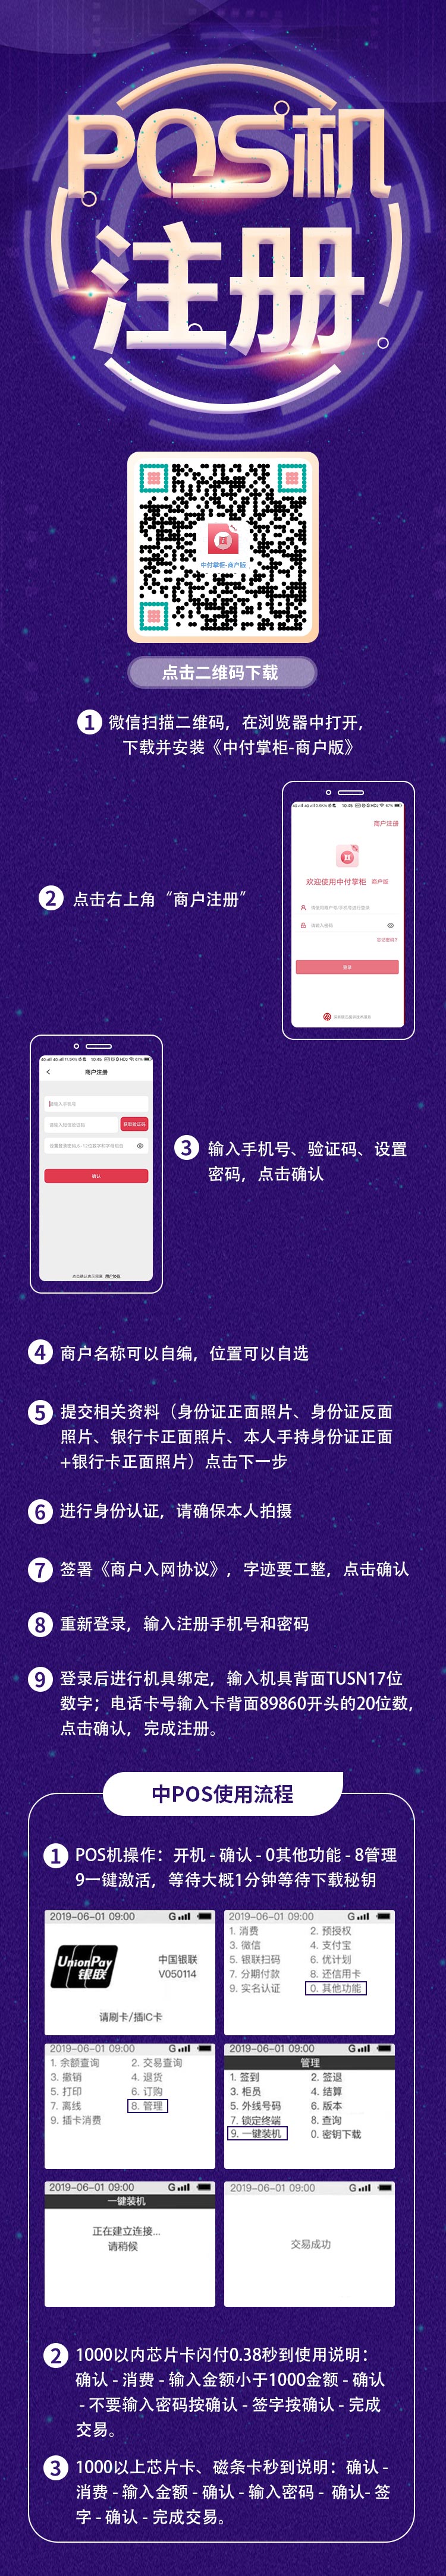 POS机
注册
中付掌柜-商户版
点击二维码下载
1 微信扫描二维码，在浏览器中打开，
下载并安装《中付掌柜-商户版》
商户注册
欢迎使用中付掌柜 商户版
请输入密码
忘记密码?
登录
2 点击右上角“商户注册”
商户注册
请输入手机号
获取验证码
确认
3 输入手机号、验证码、设置
密码，点击确认
4 商户名称可以自编，位置可以自选
5 提交相关资料（身份证正面照片、身份证反面
照片、银行卡正面照片、本人手持身份证正面
+银行卡正面照片）点击下一步
6 进行身份认证，请确保本人拍摄
7 签署《商户入网协议》，字迹要工整，点击确认
8 重新登录，输入注册手机号和密码
9 登录后进行机具绑定，输入机具背面TUSN17位
数字；电话卡号输入卡背面89860开头的20位数，
点击确认，完成注册。
中POS使用流程
1 POS机操作：开机 - 确认 - 0其他功能 - 8管理
9一键激活，等待大概1分钟等待下载秘钥
2019-06-01 09:00 G
UnionPay
银联
中国银联
V050114
请刷卡/插IC卡
2019-06-01 09:00 G
1. 消费 2. 预授权
3. 微信 4. 支付宝
5. 银联扫码 6. 优计划
7. 分期付款 8. 还信用卡
9. 实名认证 0. 其他功能
2019-06-01 09:00 G
1. 余额查询 2. 交易查询
3. 撤销 4. 退货
5. 打印 6. 订购
7. 离线 8. 管理
9. 插卡消费
2019-06-01 09:00 G
管理
1. 签到 2. 签退
3. 柜员 4. 结算
5. 外线号码 6. 版本
7. 锁定终端 8. 查询
9. 一键装机 0. 密钥下载
2019-06-01 09:00 G
一键装机
正在建立连接...
请稍候
2019-06-01 09:00 G
交易成功
2 1000以内芯片卡闪付0.38秒到使用说明：
确认 - 消费 - 输入金额小于1000金额 - 确认
- 不要输入密码按确认 - 签字按确认 - 完成
交易。
3 1000以上芯片卡、磁条卡秒到说明：确认 -
消费 - 输入金额 - 确认 - 输入密码 - 确认- 签
字 - 确认 - 完成交易。